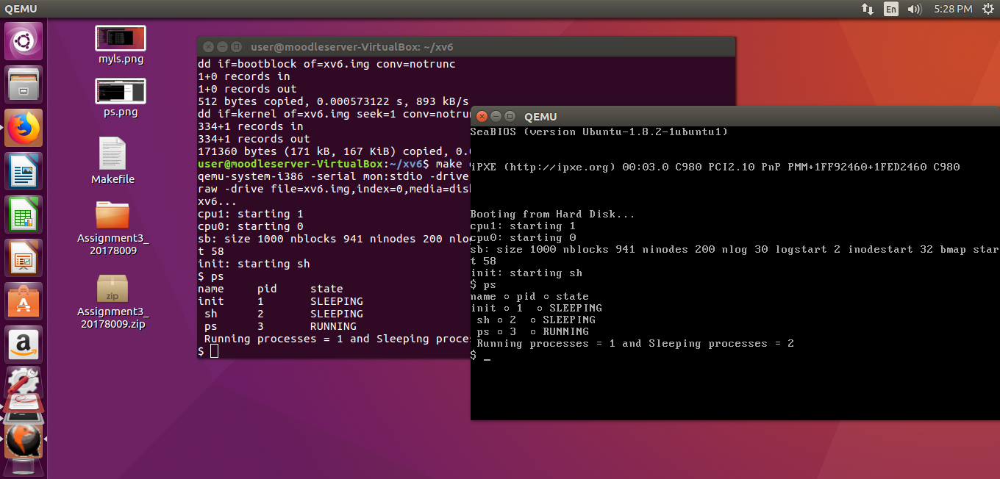 QEMU
En
5:28 PM
myls.png
ps.png
Makefile
Assignment3_
20178009
zip
Assignment3_
20178009.zip
user@moodleserver-VirtualBox: ~/xv6
dd if=bootblock of=xv6.img conv=notrunc
1+0 records in
1+0 records out
512 bytes copied, 0.000573122 s, 893 kB/s
dd if=kernel of=xv6.img seek=1 conv=notru
334+1 records in
334+1 records out
171360 bytes (171 kB, 167 KiB) copied, 0.
user@moodleserver-VirtualBox:~/xv6$ make
qemu-system-i386 -serial mon:stdio -drive
raw -drive file=xv6.img,index=0,media=dis
xv6...
cpu1: starting 1
cpu0: starting 0
sb: size 1000 nblocks 941 ninodes 200 nlo
t 58
init: starting sh
$ ps
name pid state
init 1 SLEEPING
sh 2 SLEEPING
ps 3 RUNNING
Running processes = 1 and Sleeping proce
$
QEMU
SeaBIOS (version Ubuntu-1.8.2-1ubuntu1)
iPXE (http://ipxe.org) 00:03.0 C980 PCI2.10 PnP PMM+1FF92460+1FED2460 C980
Booting from Hard Disk...
cpu1: starting 1
cpu0: starting 0
sb: size 1000 nblocks 941 ninodes 200 nlog 30 logstart 2 inodestart 32 bmap star
t 58
init: starting sh
$ ps
name ○ pid ○ state
init ○ 1 ○ SLEEPING
sh ○ 2 ○ SLEEPING
ps ○ 3 ○ RUNNING
Running processes = 1 and Sleeping processes = 2
$ _